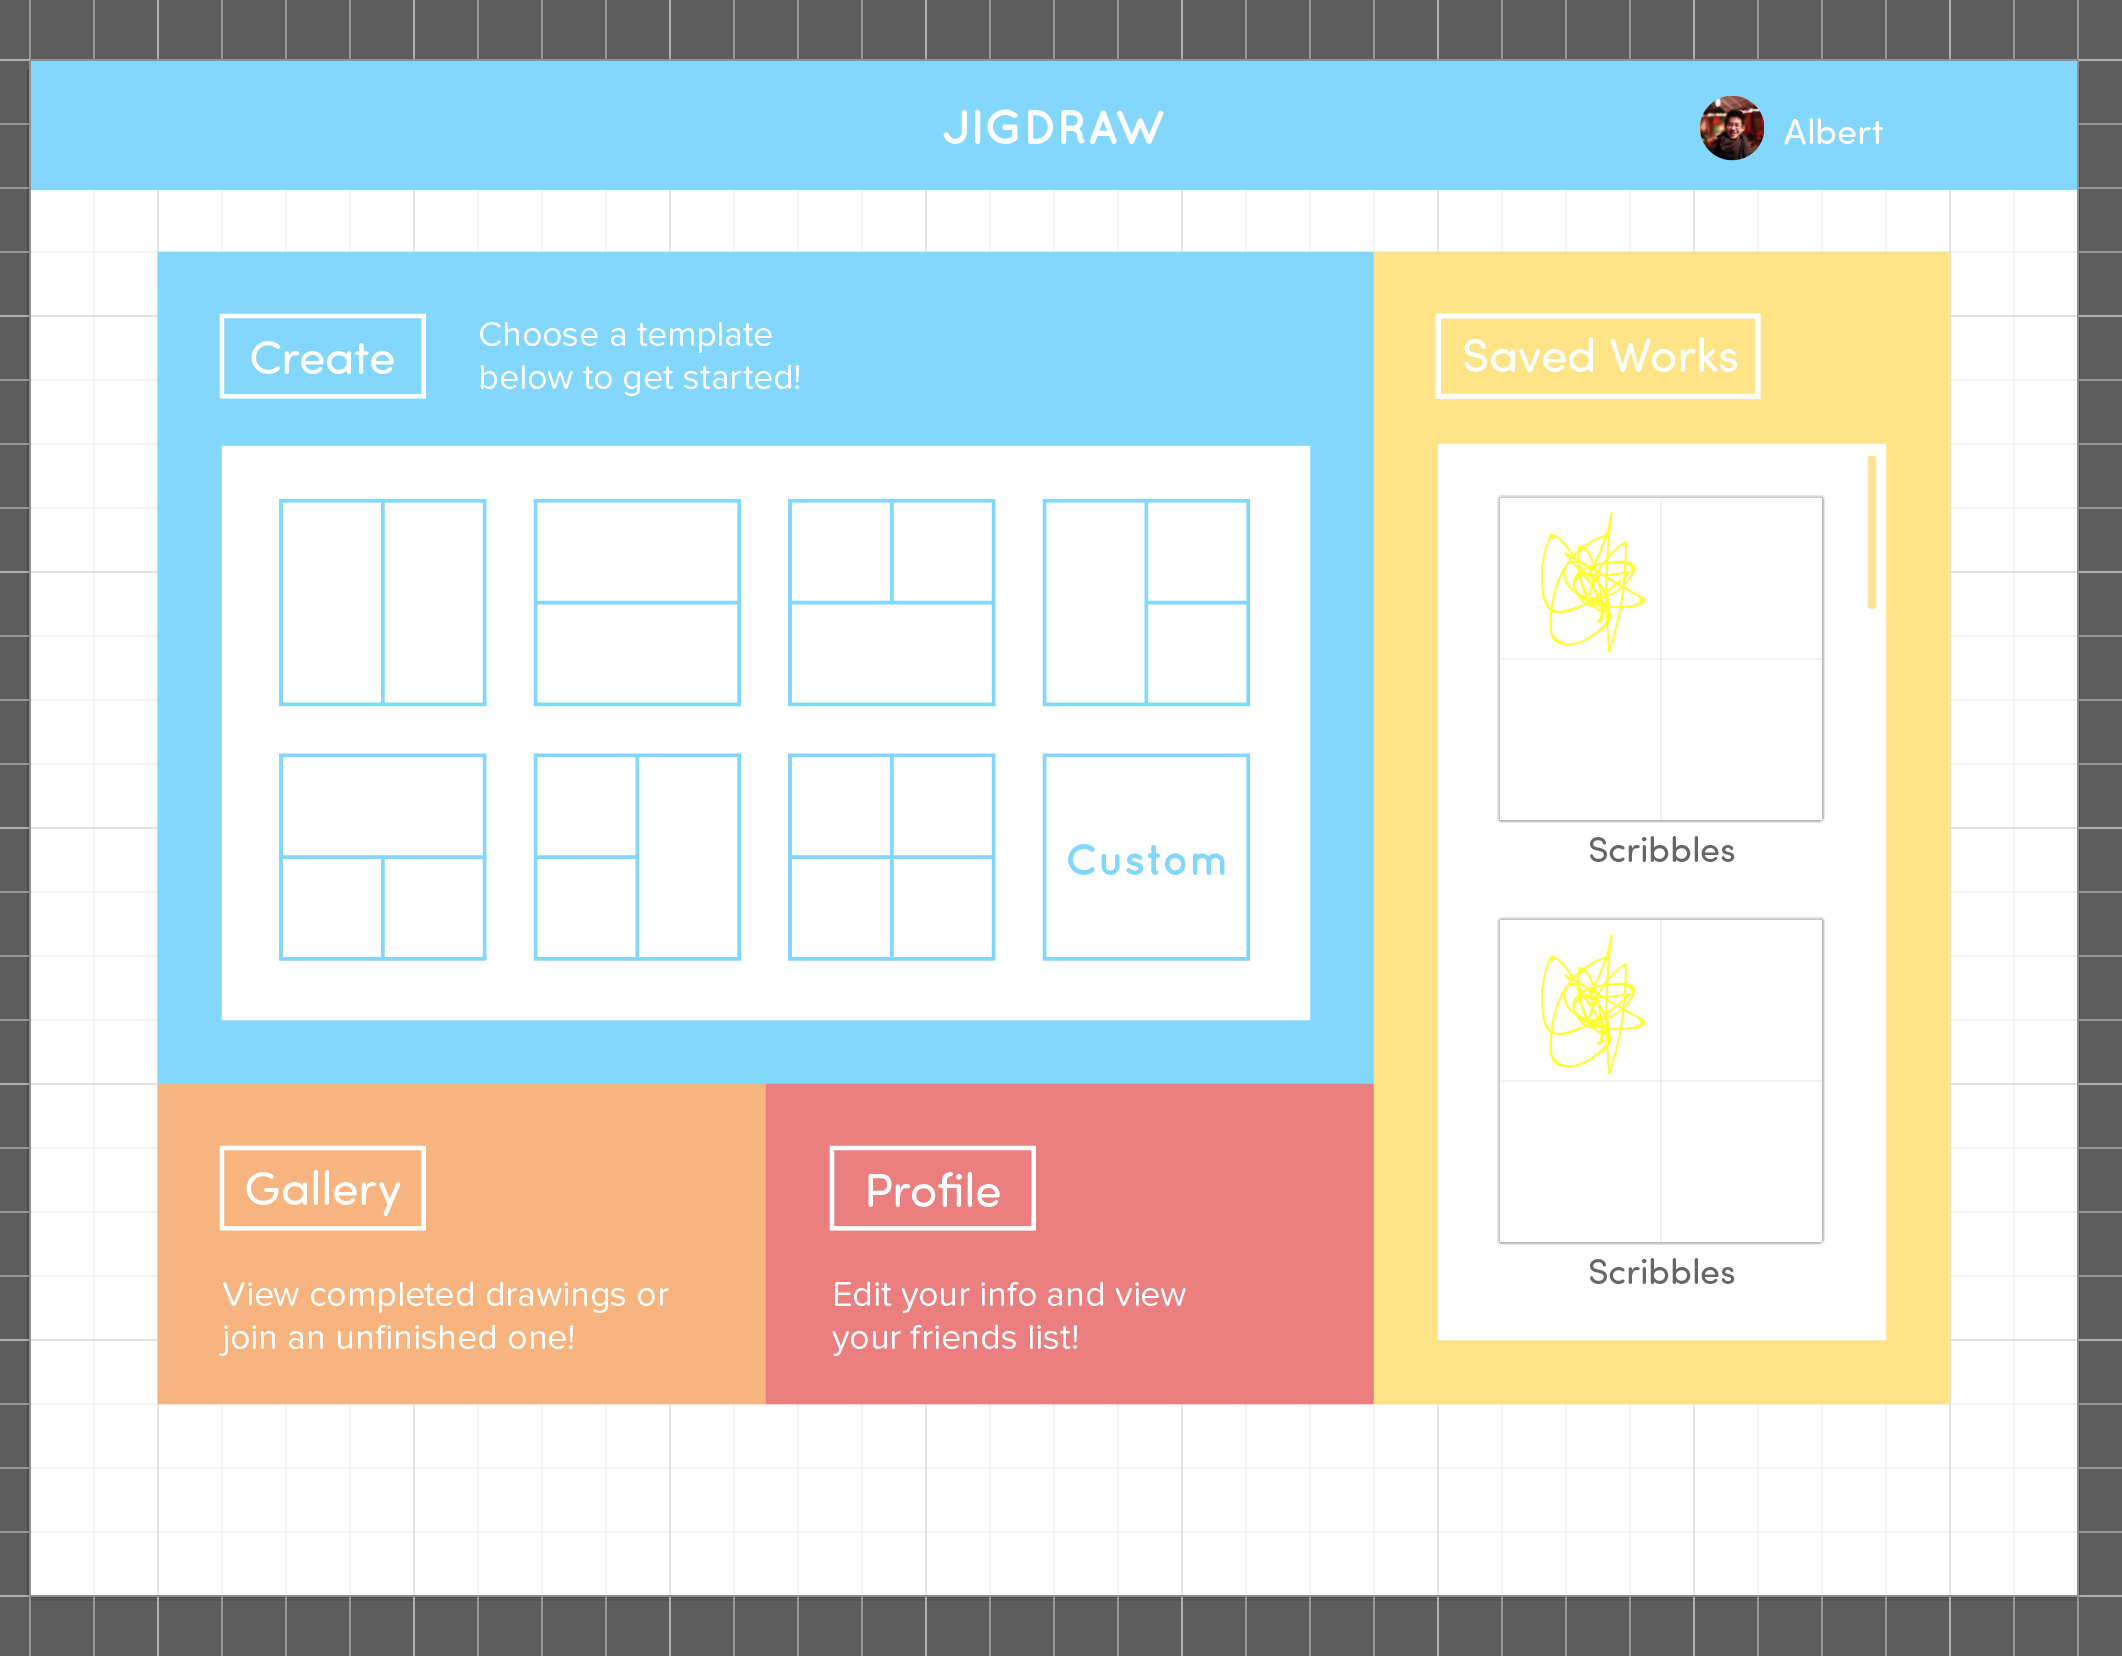 JIGDRAW
Albert
Create
Choose a template
below to get started!
Custom
Saved Works
Scribbles
Scribbles
Gallery
View completed drawings or
join an unfinished one!
Profile
Edit your info and view
your friends list!